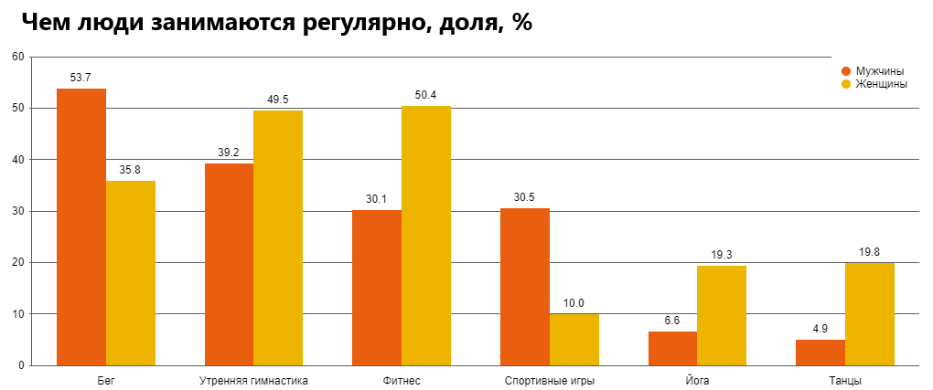 Чем люди занимаются регулярно, доля, %
60
50
40
30
20
10
0
Мужчины
Женщины
53.7
35.8
39.2
49.5
30.1
50.4
30.5
10.0
6.6
19.3
4.9
19.8
Бег
Утренняя гимнастика
Фитнес
Спортивные игры
Йога
Танцы